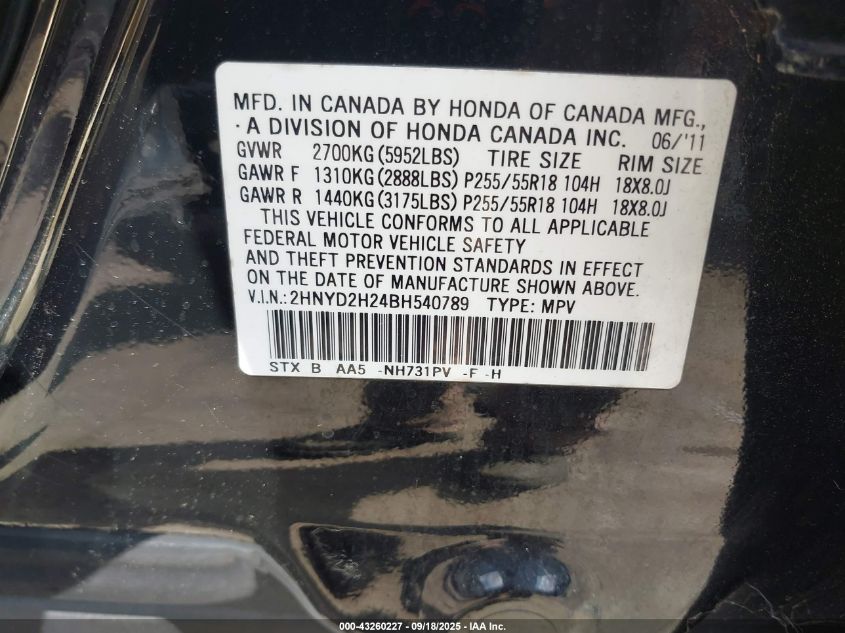 MFD. IN CANADA BY HONDA OF CANADA MFG.,
·A DIVISION OF HONDA CANADA INC. 06/'11
GVWR 2700KG(5952LBS) TIRE SIZE RIM SIZE
GAWR F 1310KG(2888LBS) P255/55R18 104H 18X8.0J
GAWR R 1440KG(3175LBS) P255/55R18 104H 18X8.0J
THIS VEHICLE CONFORMS TO ALL APPLICABLE
FEDERAL MOTOR VEHICLE SAFETY
AND THEFT PREVENTION STANDARDS IN EFFECT
ON THE DATE OF MANUFACTURE SHOWN ABOVE.
V.I.N.:2HNYD2H24BH540789 TYPE: MPV
STX B AA5 -NH731PV -F -H
000-43260227 - 09/18/2025 - IAA Inc.